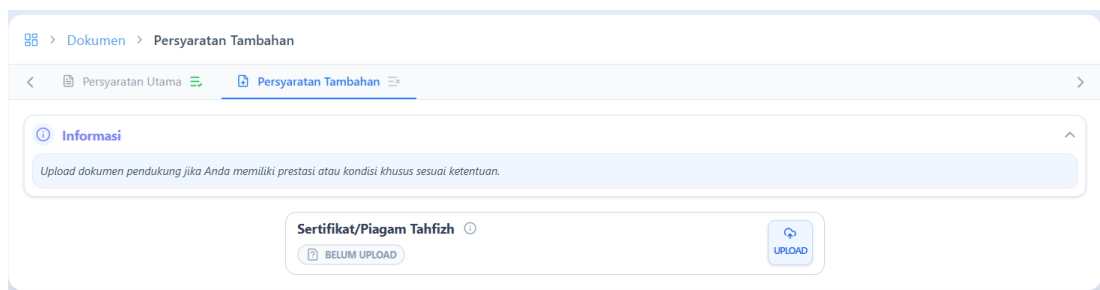 Dokumen > Persyaratan Tambahan
Persyaratan Utama Persyaratan Tambahan
Informasi
Upload dokumen pendukung jika Anda memiliki prestasi atau kondisi khusus sesuai ketentuan.
Sertifikat/Piagam Tahfizh
BELUM UPLOAD
UPLOAD